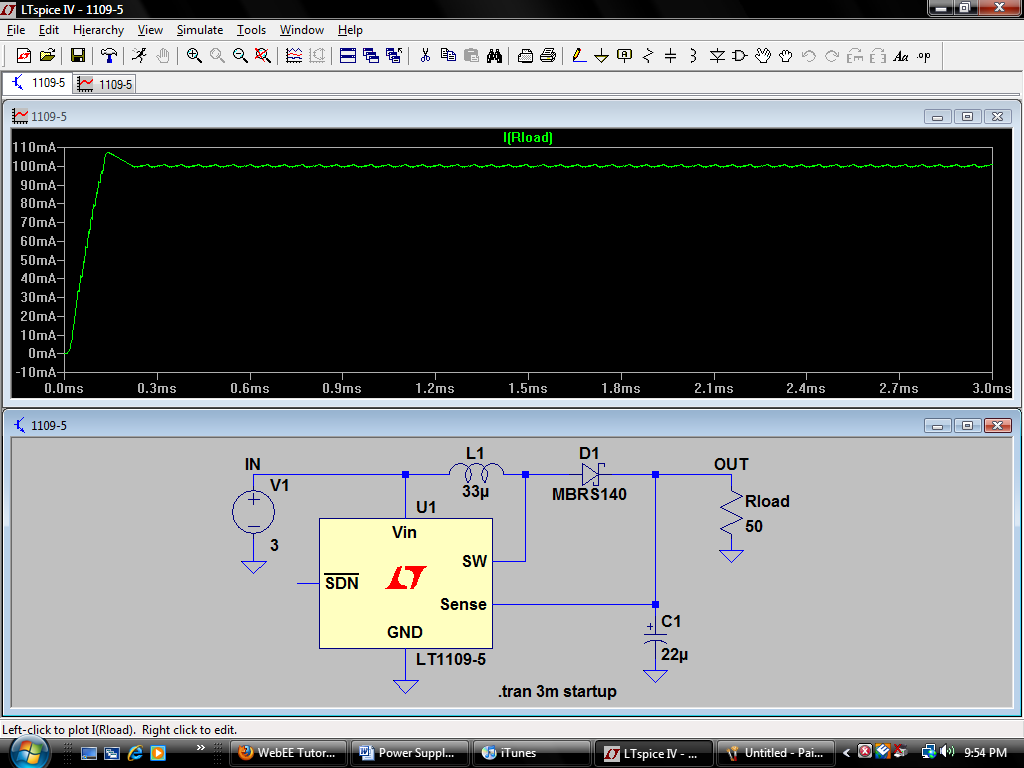 LTspice IV - 1109-5
File Edit Hierarchy View Simulate Tools Window Help
Aa .op
1109-5 1109-5
1109-5
I(Rload)
110mA
100mA
90mA
80mA
70mA
60mA
50mA
40mA
30mA
20mA
10mA
0mA
-10mA
0.0ms 0.3ms 0.6ms 0.9ms 1.2ms 1.5ms 1.8ms 2.1ms 2.4ms 2.7ms 3.0ms
1109-5
IN L1 D1 OUT
V1 33µ MBRS140 Rload
U1 50
Vin
3 SW
SDN
Sense
C1
GND
LT1109-5 22µ
.tran 3m startup
Left-click to plot I(Rload). Right click to edit.
WebEE Tutor... Power Suppl... iTunes LTspice IV - ... Untitled - Pai... 9:54 PM